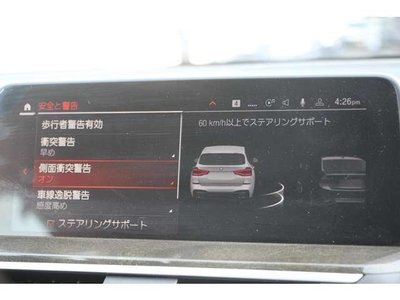 安全と警告
4
4:26pm
歩行者警告有効
60 km/h以上でステアリングサポート
衝突警告
早め
側面衝突警告
オン
車線逸脱警告
感度高め
ステアリングサポート